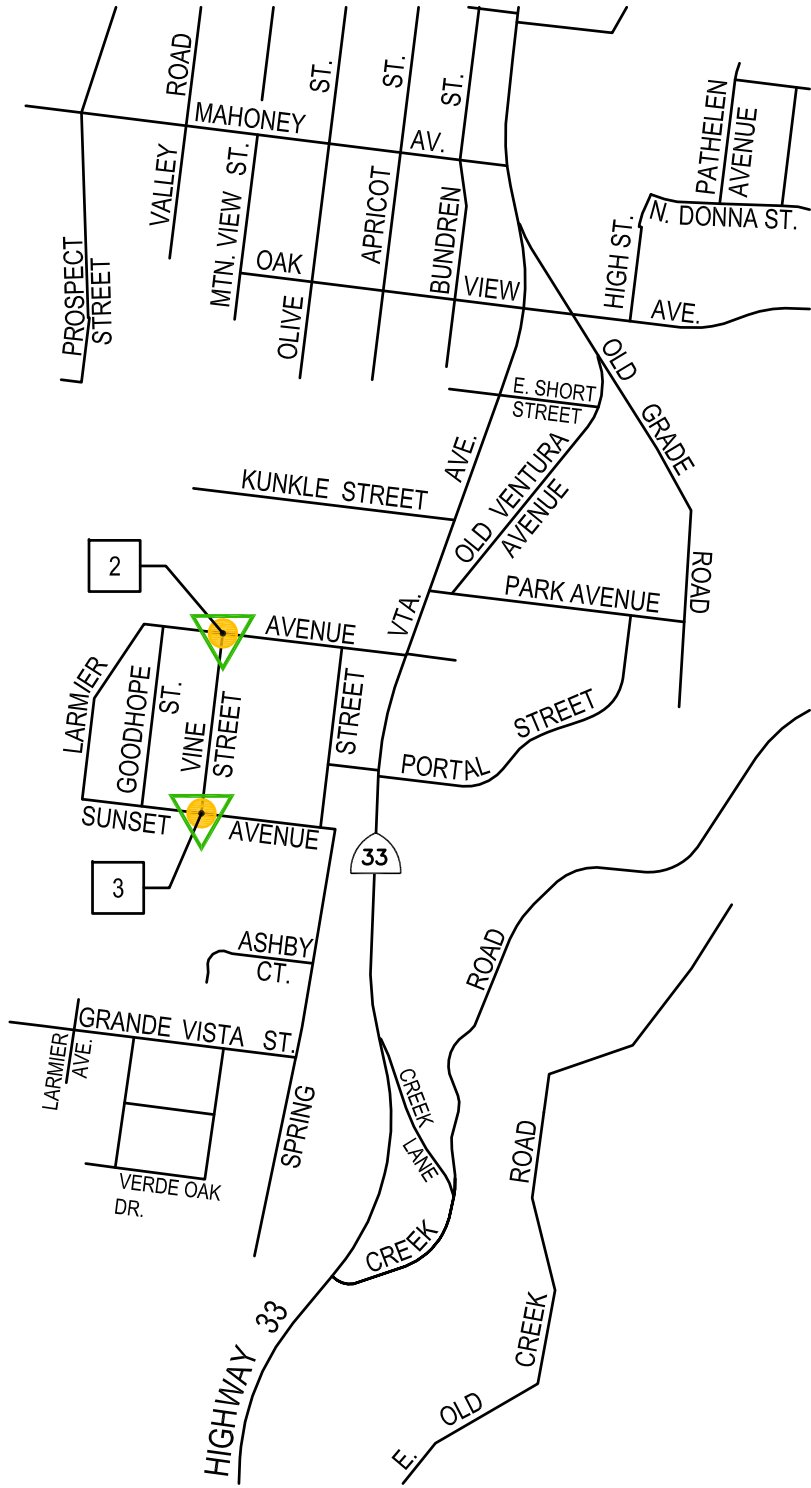 ROAD
ST.
ST.
ST.
PATHELEN
AVENUE
MAHONEY
AV.
VALLEY
MTN. VIEW ST.
APRICOT
BUNDREN
N. DONNA ST.
HIGH ST.
PROSPECT
STREET
OAK
VIEW
AVE.
OLIVE
OLD
GRADE
ROAD
E. SHORT
STREET
AVE.
OLD VENTURA
AVENUE
KUNKLE STREET
2
PARK AVENUE
VTA.
AVENUE
LARMIER
GOODHOPE
ST.
VINE
STREET
STREET
STREET
PORTAL
SUNSET
AVENUE
33
3
ASHBY
CT.
ROAD
GRANDE VISTA ST.
LARMIER
AVE.
CREEK
LANE
SPRING
ROAD
VERDE OAK
DR.
CREEK
HIGHWAY 33
CREEK
OLD
E.